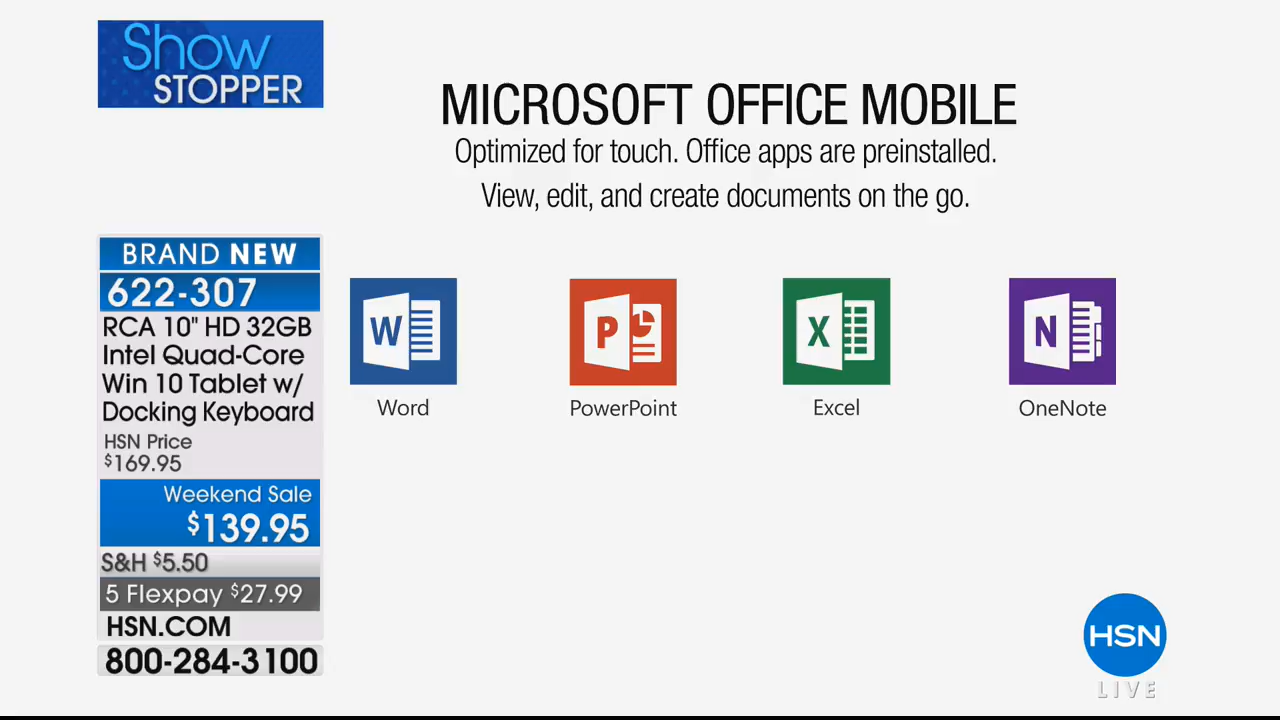 Show
STOPPER
MICROSOFT OFFICE MOBILE
Optimized for touch. Office apps are preinstalled.
View, edit, and create documents on the go.
BRAND NEW
622-307
RCA 10" HD 32GB
Intel Quad-Core
Win 10 Tablet w/
Docking Keyboard
HSN Price
$169.95
Weekend Sale
$139.95
S&H $5.50
5 Flexpay $27.99
HSN.COM
800-284-3100
W
Word
P
PowerPoint
X
Excel
N
OneNote
HSN
LIVE